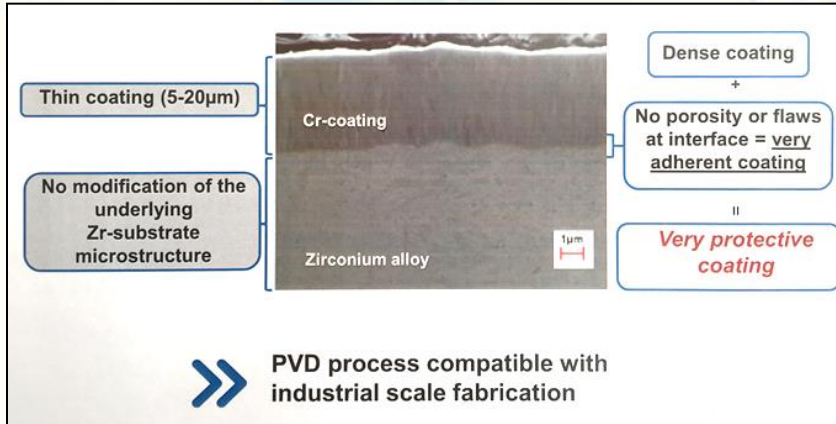 Thin coating (5-20µm)
No modification of the
underlying
Zr-substrate
microstructure
Cr-coating
Zirconium alloy
1µm
Dense coating
+
No porosity or flaws
at interface = very
adherent coating
=
Very protective
coating
PVD process compatible with
industrial scale fabrication